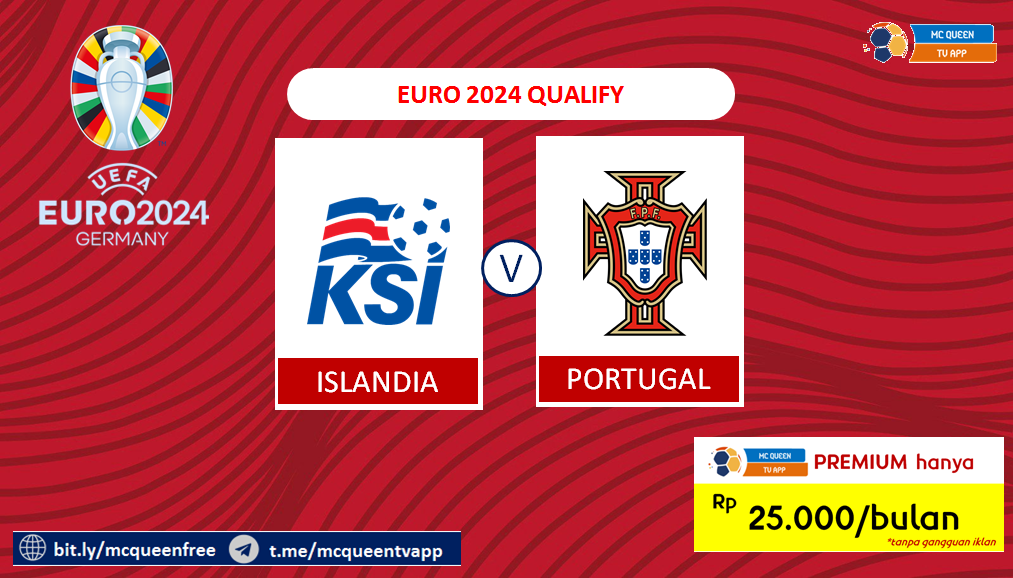 MC QUEEN
TV APP
EURO 2024 QUALIFY
UEFA
EURO2024
GERMANY
KSÍ
V
F.P.F.
ISLANDIA
PORTUGAL
MC QUEEN
TV APP
PREMIUM hanya
Rp 25.000/bulan
*tanpa gangguan iklan
bit.ly/mcqueenfree
t.me/mcqueentvapp